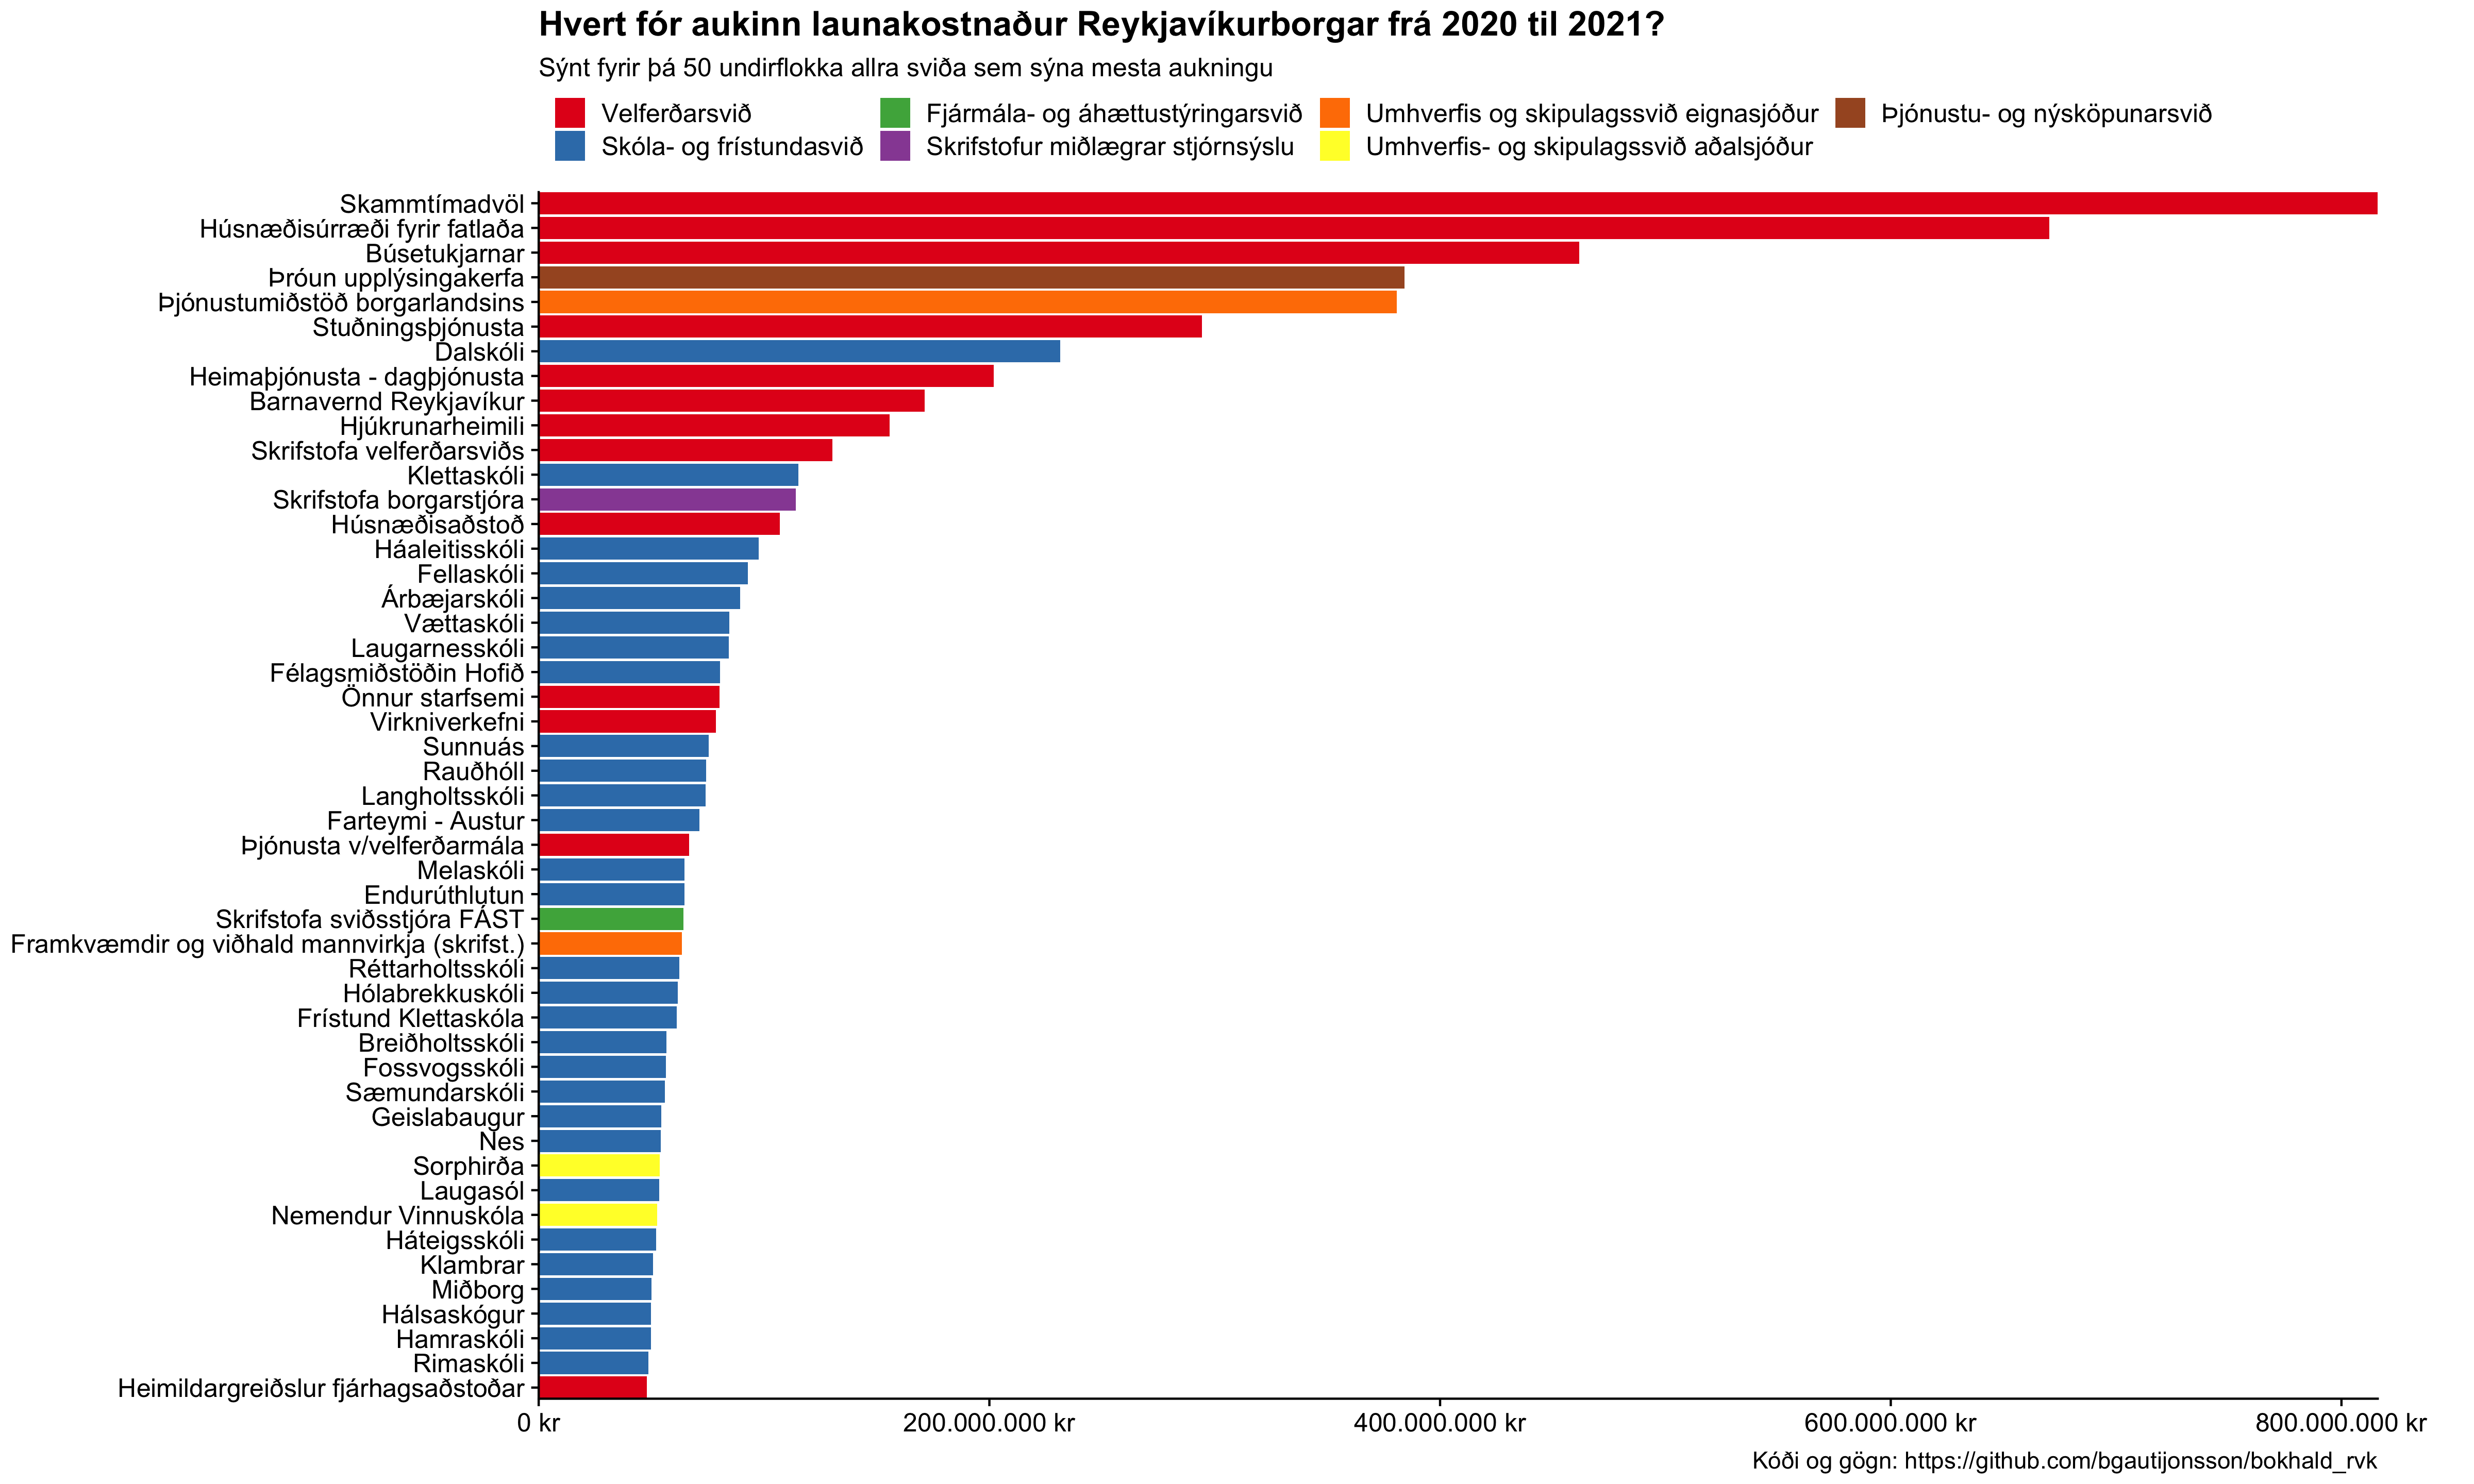 Hvert fór aukinn launakostnaður Reykjavíkurborgar frá 2020 til 2021?
Sýnt fyrir þá 50 undirflokka allra sviða sem sýna mesta aukningu
Velferðarsvið
Fjármála- og áhættustýringarsvið
Umhverfis og skipulagssvið eignasjóður
Þjónustu- og nýsköpunarsvið
Skóla- og frístundasvið
Skrifstofur miðlægrar stjórnsýslu
Umhverfis- og skipulagssvið aðalsjóður
Skammtímadvöl
Húsnæðisúrræði fyrir fatlaða
Búsetukjarnar
Þróun upplýsingakerfa
Þjónustumiðstöð borgarlandsins
Stuðningsþjónusta
Dalskóli
Heimaþjónusta - dagþjónusta
Barnavernd Reykjavíkur
Hjúkrunarheimili
Skrifstofa velferðarsviðs
Klettaskóli
Skrifstofa borgarstjóra
Húsnæðisaðstoð
Háaleitisskóli
Fellaskóli
Árbæjarskóli
Vættaskóli
Laugarnesskóli
Félagsmiðstöðin Hofið
Önnur starfsemi
Virkniverkefni
Sunnuás
Rauðhóll
Langholtsskóli
Farteymi - Austur
Þjónusta v/velferðarmála
Melaskóli
Endurúthlutun
Skrifstofa sviðsstjóra FÁST
Framkvæmdir og viðhald mannvirkja (skrifst.)
Réttarholtsskóli
Hólabrekkuskóli
Frístund Klettaskóla
Breiðholtsskóli
Fossvogsskóli
Sæmundarskóli
Geislabaugur
Nes
Sorphirða
Laugasól
Nemendur Vinnuskóla
Háteigsskóli
Klambrar
Miðborg
Hálsaskógur
Hamraskóli
Rimaskóli
Heimildargreiðslur fjárhagsaðstoðar
0 kr
200.000.000 kr
400.000.000 kr
600.000.000 kr
800.000.000 kr
Kóði og gögn: https://github.com/bgautijonsson/bokhald_rvk